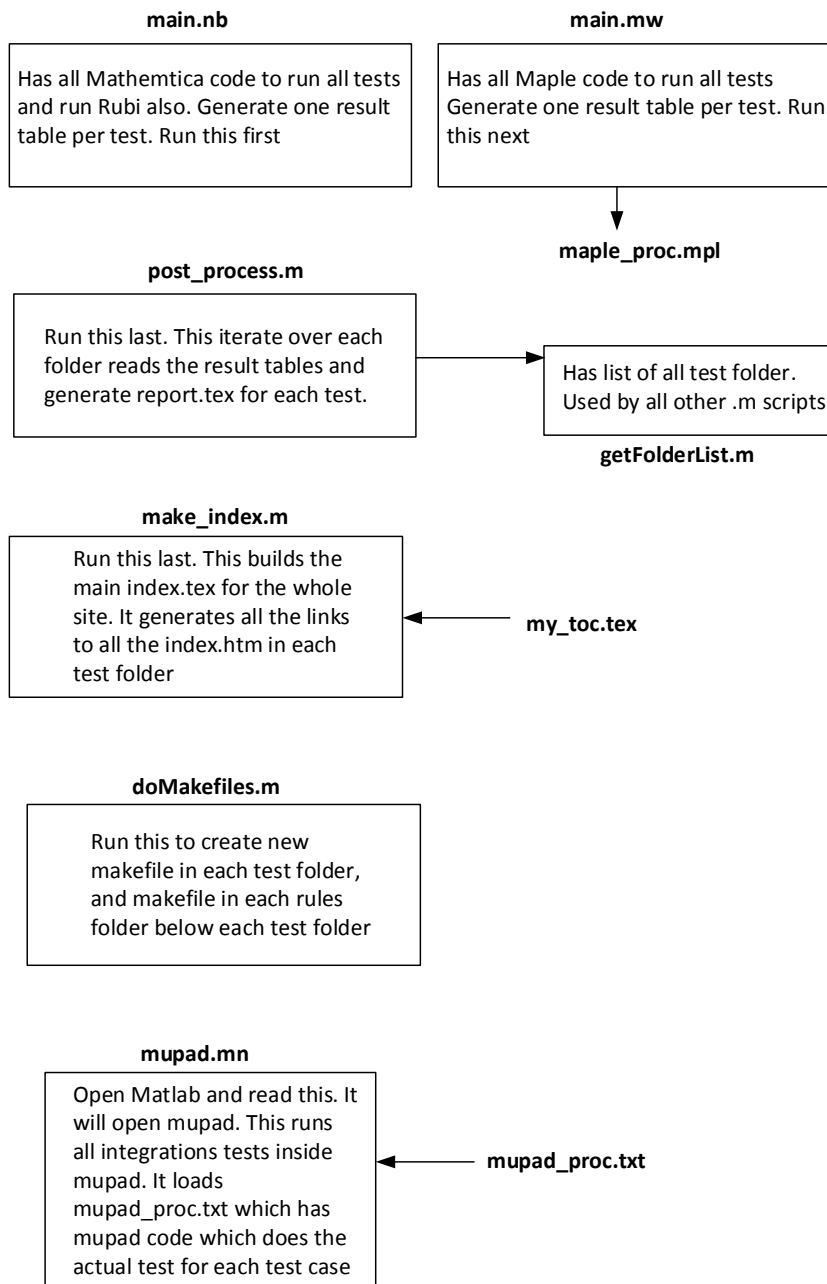 main.nb
Has all Mathemtica code to run all tests
and run Rubi also. Generate one result
table per test. Run this first
main.mw
Has all Maple code to run all tests
Generate one result table per test. Run
this next
maple_proc.mpl
post_process.m
Run this last. This iterate over each
folder reads the result tables and
generate report.tex for each test.
Has list of all test folder.
Used by all other .m scripts
getFolderList.m
make_index.m
Run this last. This builds the
main index.tex for the whole
site. It generates all the links
to all the index.htm in each
test folder
my_toc.tex
doMakefiles.m
Run this to create new
makefile in each test folder,
and makefile in each rules
folder below each test folder
mupad.mn
Open Matlab and read this. It
will open mupad. This runs
all integrations tests inside
mupad. It loads
mupad_proc.txt which has
mupad code which does the
actual test for each test case
mupad_proc.txt